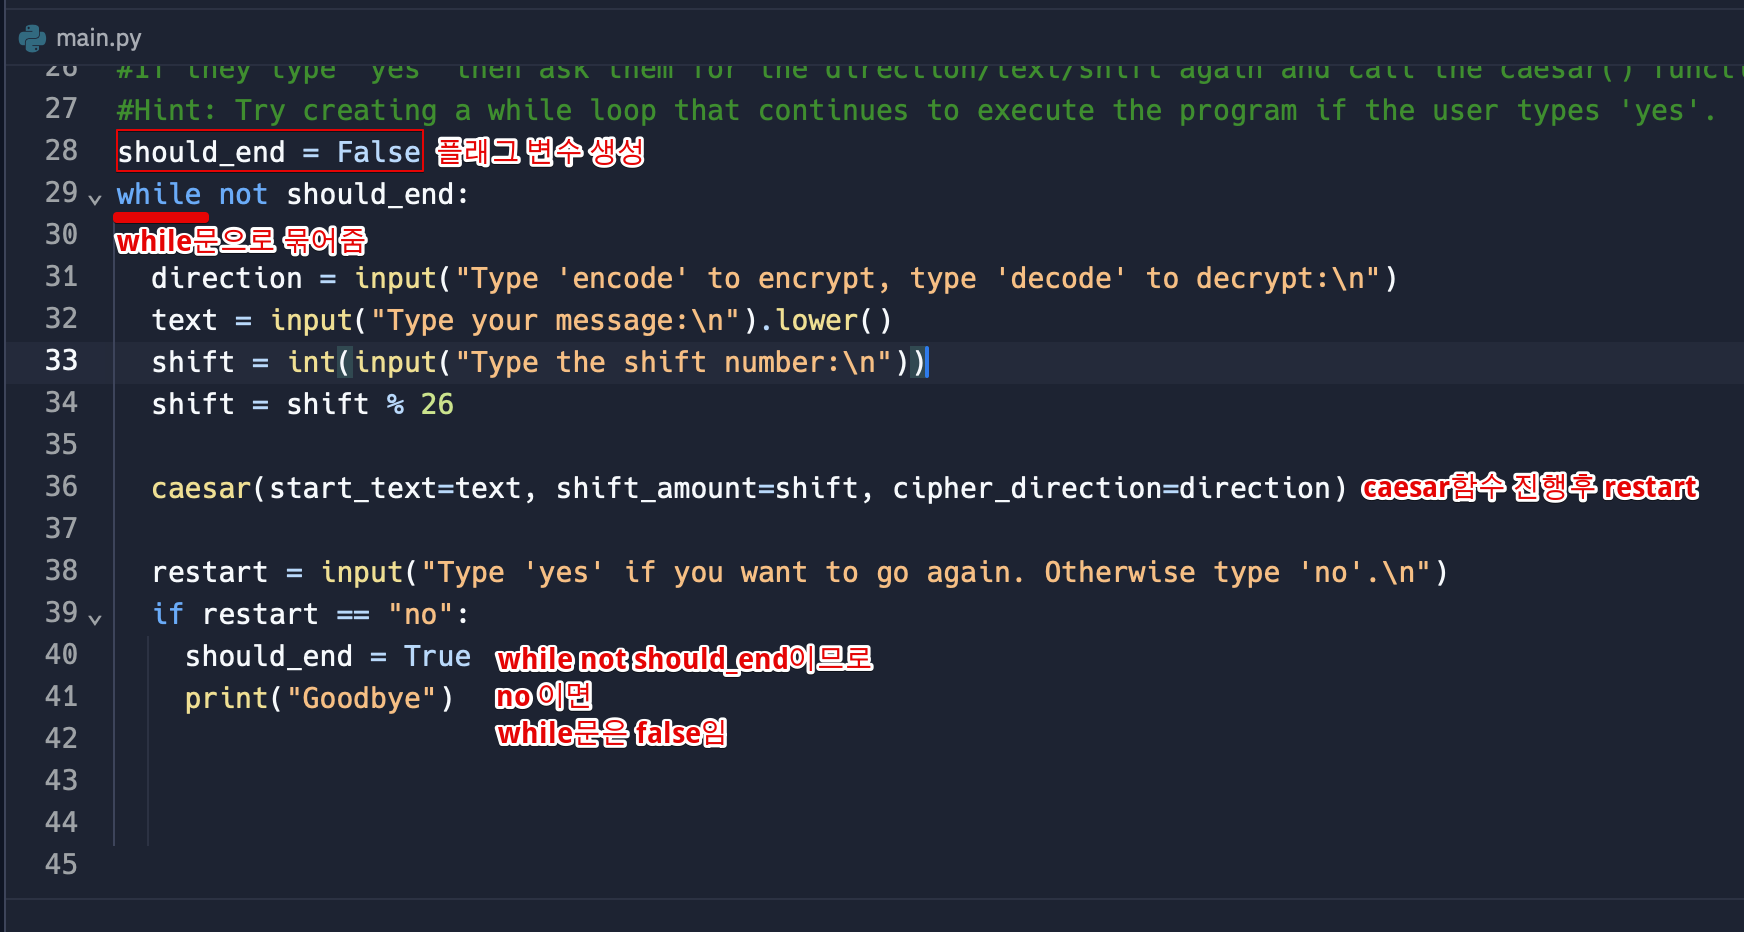 main.py
26 #If they type 'yes' then ask them for the direction/text/shift again and call the caesar()
27 #Hint: Try creating a while loop that continues to execute the program if the user types 'yes'.
28 should_end = False 플래그 변수 생성
29 while not should_end:
30 while문으로 묶어줌
31 direction = input("Type 'encode' to encrypt, type 'decode' to decrypt:\n")
32 text = input("Type your message:\n").lower()
33 shift = int(input("Type the shift number:\n"))
34 shift = shift % 26
35
36 caesar(start_text=text, shift_amount=shift, cipher_direction=direction) caesar함수 진행후 restart
37
38 restart = input("Type 'yes' if you want to go again. Otherwise type 'no'.\n")
39 if restart == "no":
40 should_end = True while not should_end이므로
41 print("Goodbye") no 이면
42 while문은 false임
43
44
45